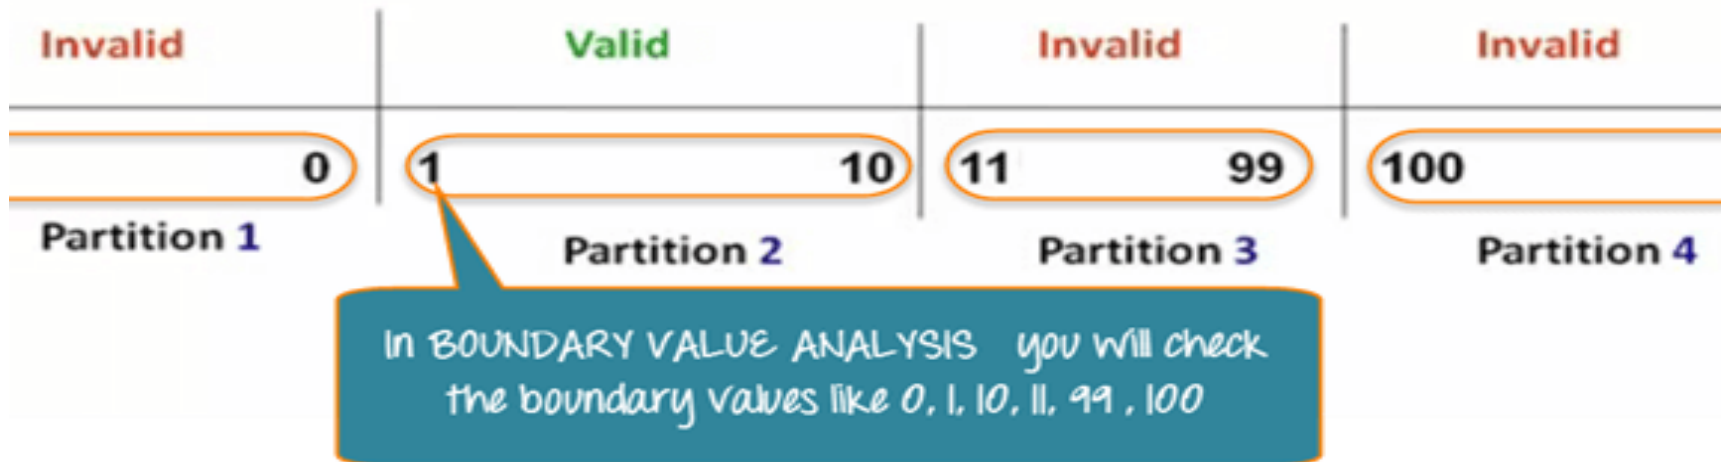 Invalid Valid Invalid Invalid
0 1 10 11 99 100
Partition 1 Partition 2 Partition 3 Partition 4
In BOUNDARY VALUE ANALYSIS you will check
the boundary values like 0, 1, 10, 11, 99 , 100